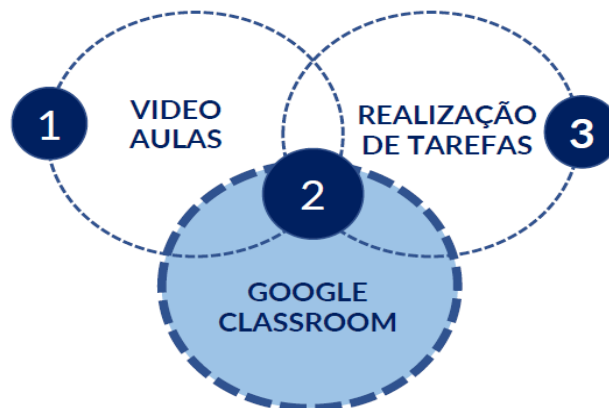 1
VIDEO
AULAS
REALIZAÇÃO
DE TAREFAS
3
2
GOOGLE
CLASSROOM